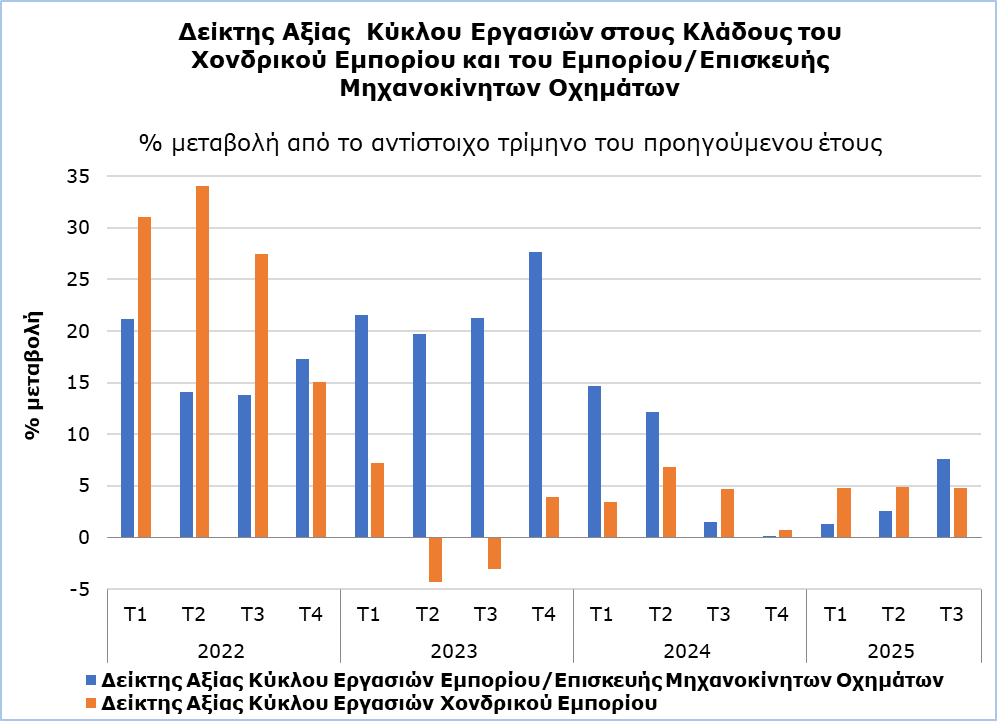 Δείκτης Αξίας  Κύκλου Εργασιών στους Κλάδους του
Χονδρικού Εμπορίου και του Εμπορίου/Επισκευής
Μηχανοκίνητων Οχημάτων
% μεταβολή από το αντίστοιχο τρίμηνο του προηγούμενου έτους
35
30
25
20
15
10
5
0
-5
% μεταβολή
Τ1 Τ2 Τ3 Τ4 Τ1 Τ2 Τ3 Τ4 Τ1 Τ2 Τ3 Τ4 Τ1 Τ2 Τ3
2022 2023 2024 2025
Δείκτης Αξίας Κύκλου Εργασιών Εμπορίου/Επισκευής Μηχανοκίνητων Οχημάτων
Δείκτης Αξίας Κύκλου Εργασιών Χονδρικού Εμπορίου